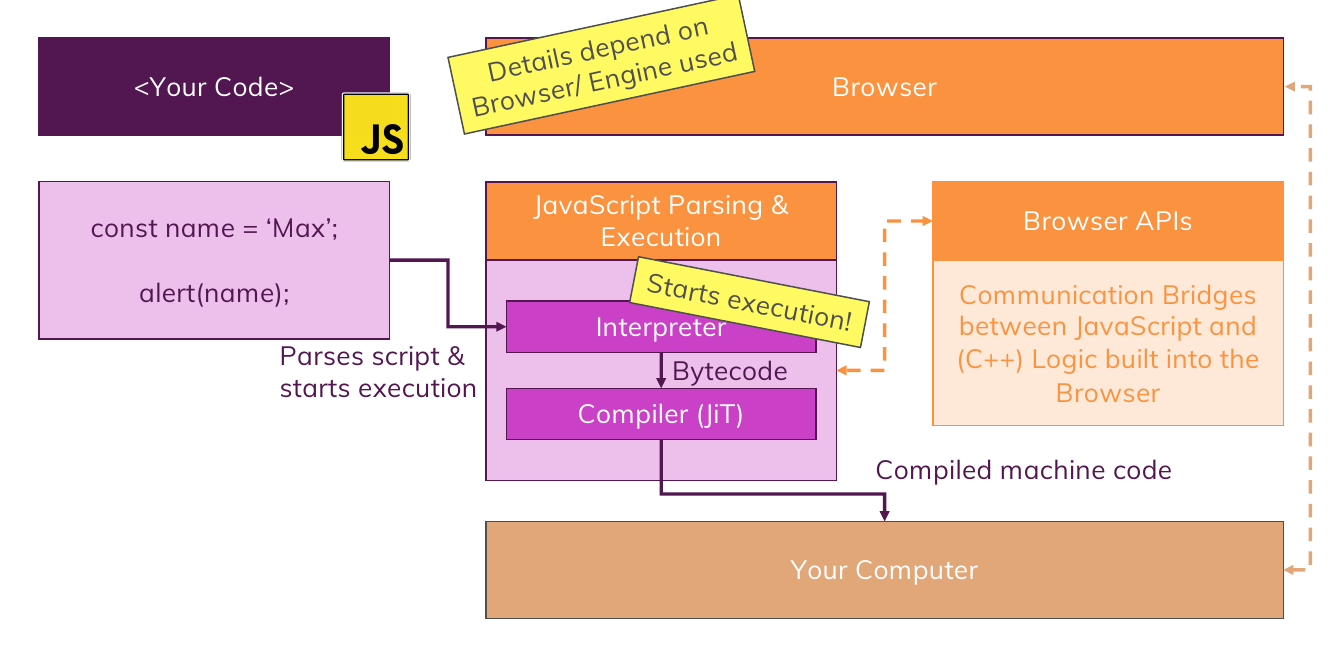 <Your Code>
JS
Details depend on
Browser/ Engine used
Browser
const name = ‘Max’;
alert(name);
Parses script &
starts execution
JavaScript Parsing &
Execution
Starts execution!
Interpreter
Bytecode
Compiler (JiT)
Browser APIs
Communication Bridges
between JavaScript and
(C++) Logic built into the
Browser
Compiled machine code
Your Computer